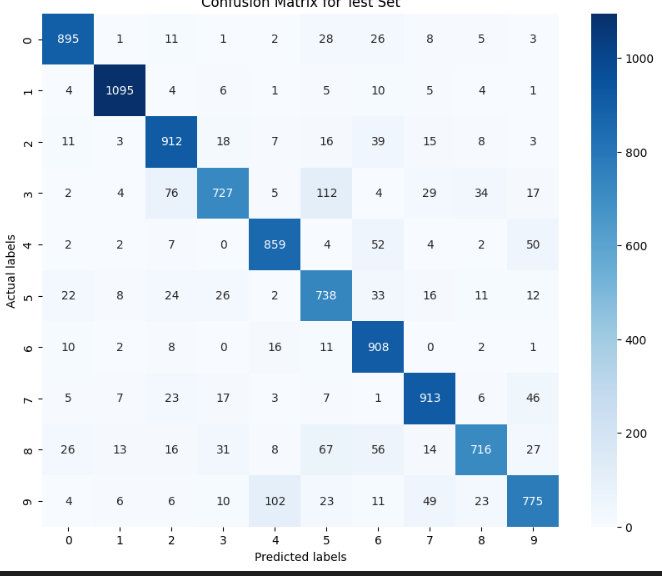 Confusion Matrix for Test Set
0 895 1 11 1 2 28 26 8 5 3
1 4 1095 4 6 1 5 10 5 4 1
2 11 3 912 18 7 16 39 15 8 3
3 2 4 76 727 5 112 4 29 34 17
4 2 2 7 0 859 4 52 4 2 50
5 22 8 24 26 2 738 33 16 11 12
6 10 2 8 0 16 11 908 0 2 1
7 5 7 23 17 3 7 1 913 6 46
8 26 13 16 31 8 67 56 14 716 27
9 4 6 6 10 102 23 11 49 23 775
0 1 2 3 4 5 6 7 8 9
Predicted labels
Actual labels
1000
800
600
400
200
0